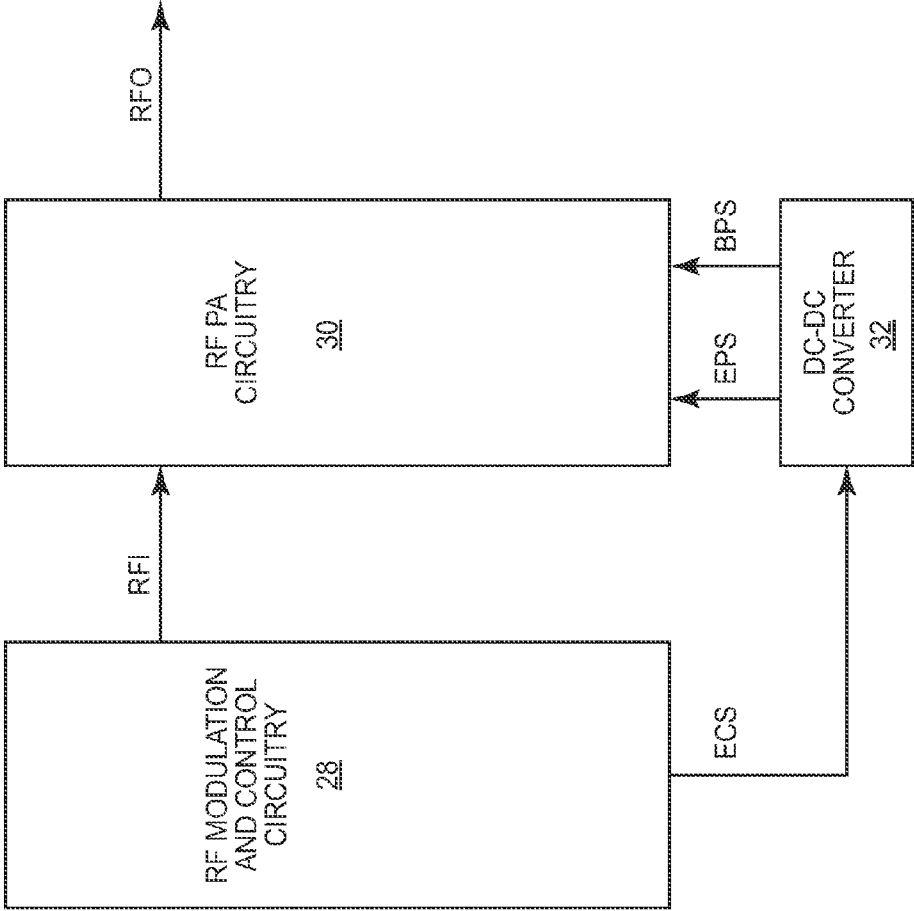 RF MODULATION
AND CONTROL
CIRCUITRY
28
RFI
ECS
RF PA
CIRCUITRY
30
RFO
EPS
BPS
DC-DC
CONVERTER
32